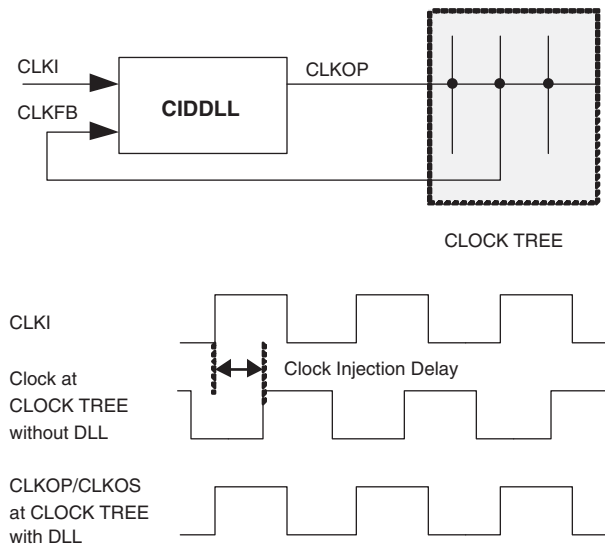 CLKI
CLKOP
CLKFB
CIDDLL
CLOCK TREE
CLKI
Clock Injection Delay
Clock at
CLOCK TREE
without DLL
CLKOP/CLKOS
at CLOCK TREE
with DLL